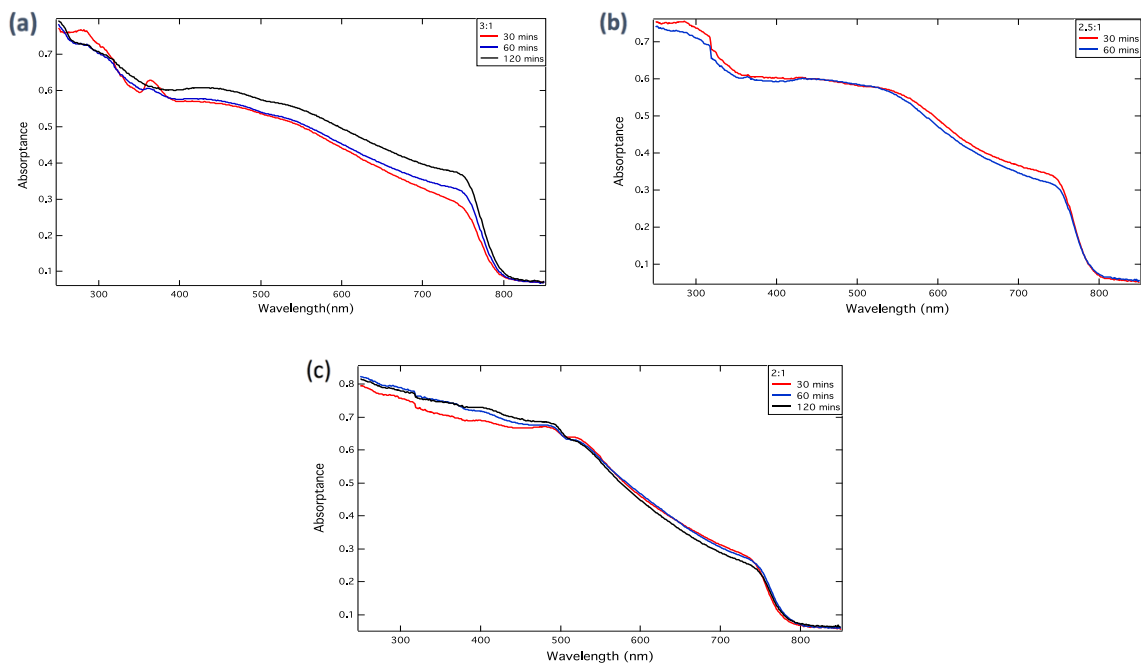 (a)
3:1
30 mins
60 mins
120 mins
0.7
0.6
0.5
0.4
0.3
0.2
0.1
Absorptance
300 400 500 600 700 800
Wavelength(nm)
(b)
2.5:1
30 mins
60 mins
0.7
0.6
0.5
0.4
0.3
0.2
0.1
Absorptance
300 400 500 600 700 800
Wavelength (nm)
(c)
2:1
30 mins
60 mins
120 mins
0.8
0.7
0.6
0.5
0.4
0.3
0.2
0.1
Absorptance
300 400 500 600 700 800
Wavelength (nm)